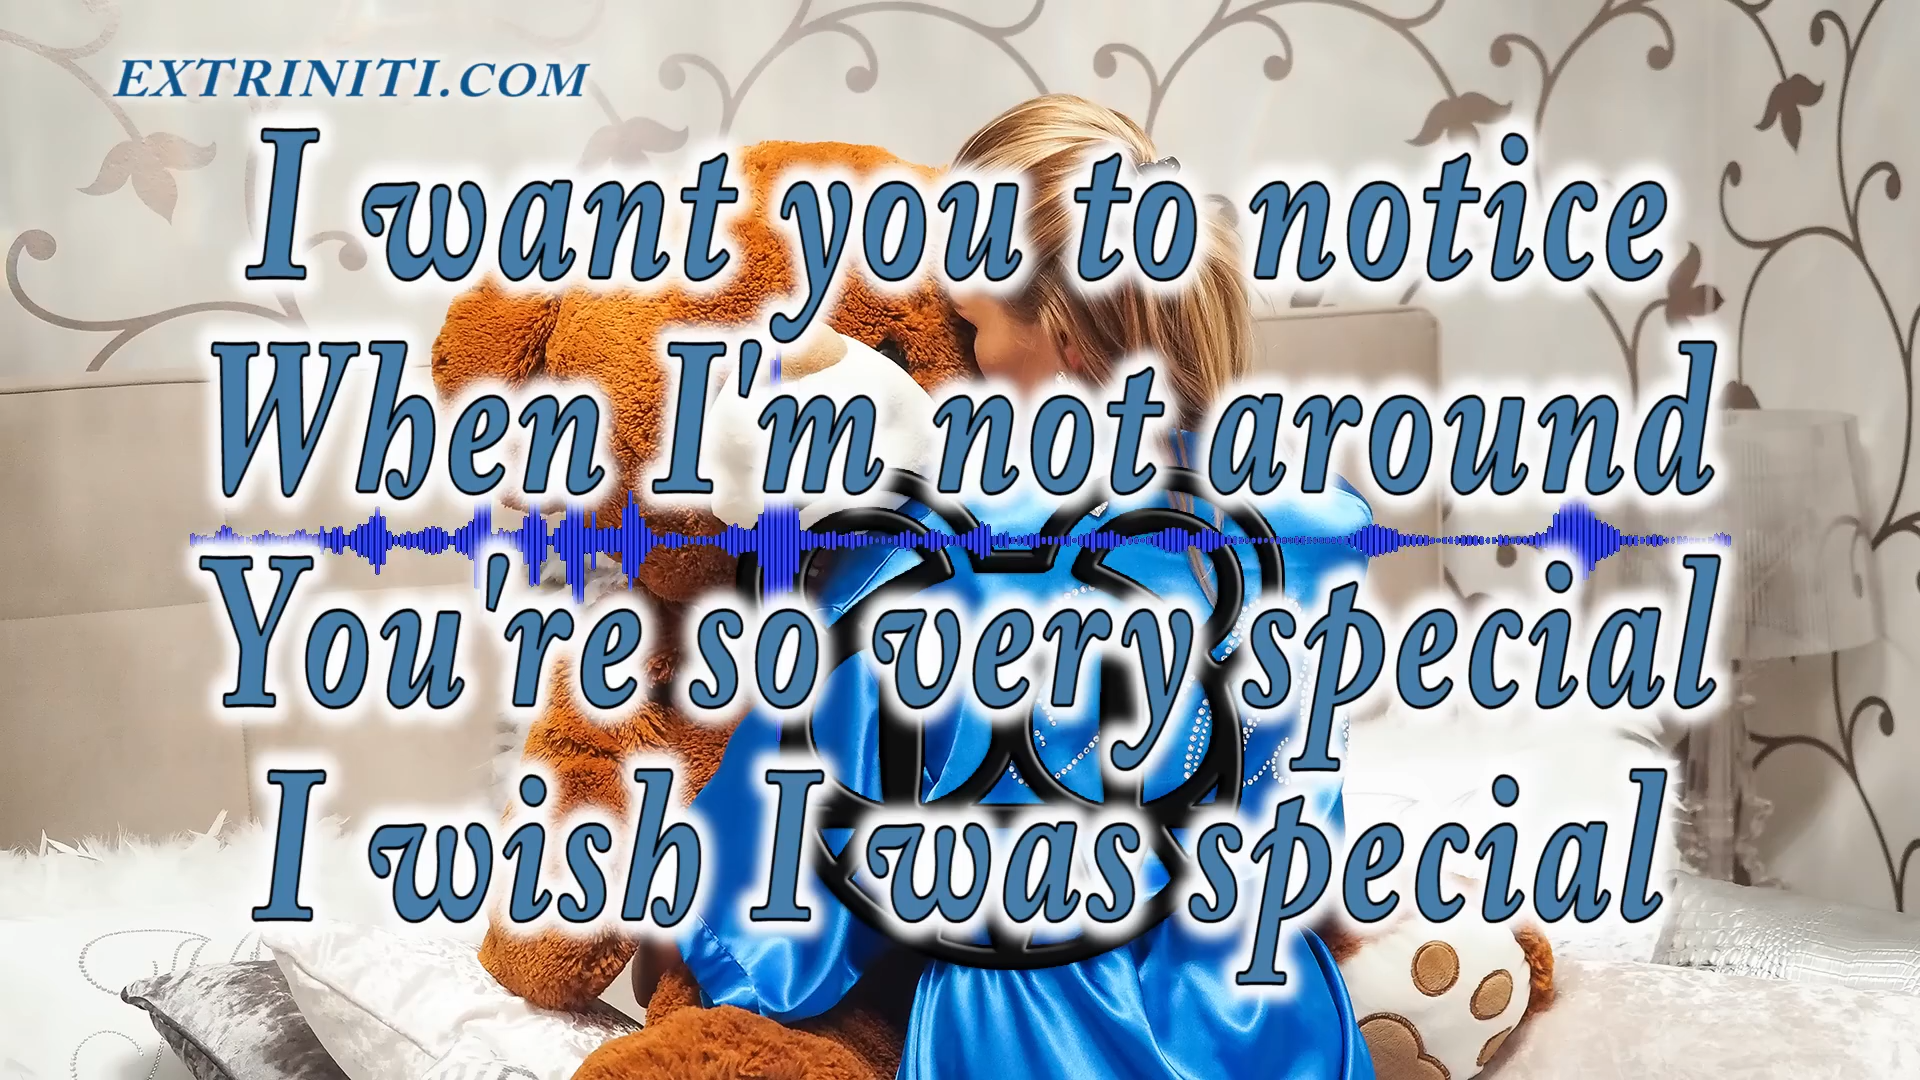 EXTRINITI.COM
I want you to notice
When I'm not around
You're so very special
I wish I was special